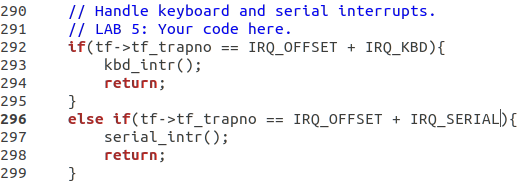 290 // Handle keyboard and serial interrupts.
291 // LAB 5: Your code here.
292 if(tf->tf_trapno == IRQ_OFFSET + IRQ_KBD){
293 kbd_intr();
294 return;
295 }
296 else if(tf->tf_trapno == IRQ_OFFSET + IRQ_SERIAL){
297 serial_intr();
298 return;
299 }